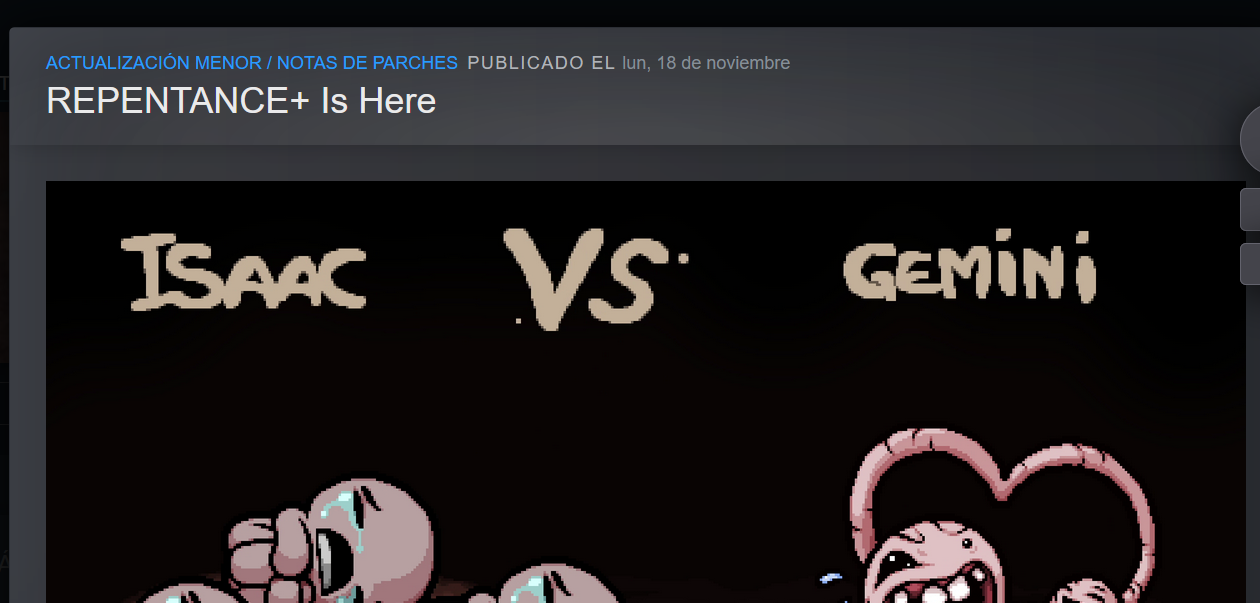 ACTUALIZACIÓN MENOR / NOTAS DE PARCHES PUBLICADO EL lun, 18 de noviembre
REPENTANCE+ Is Here
ISAAC VS GEMINI